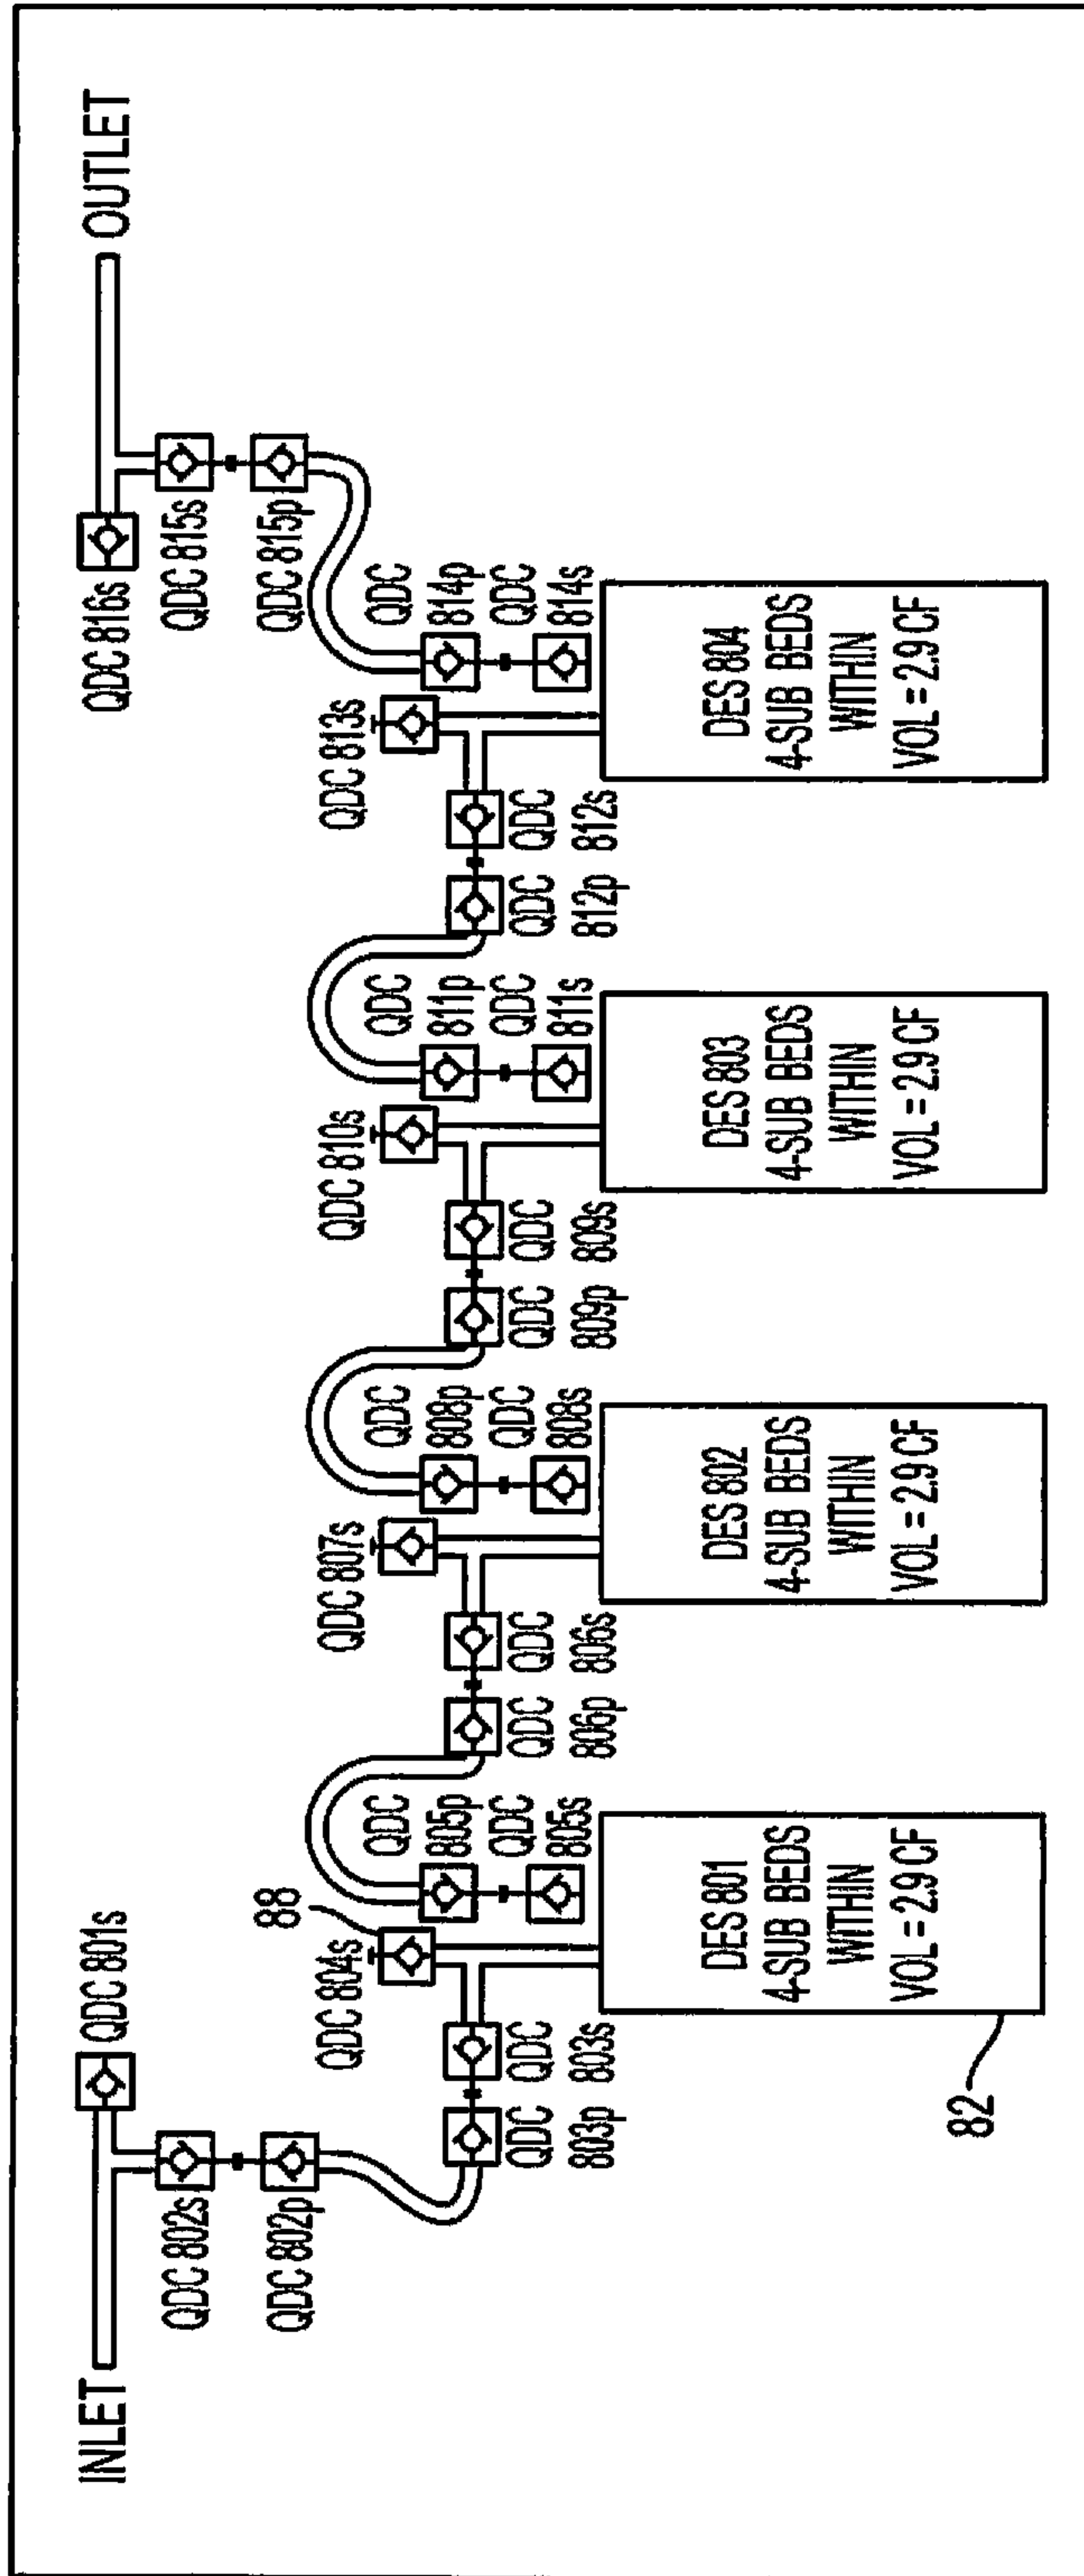 INLET
QDC 801s
QDC 802s
QDC 802p
QDC
803p
QDC
803s
QDC 804s
88
QDC
805p
QDC
805s
DES 801
4-SUB BEDS
WITHIN
VOL = 2.9 CF
82
QDC
806p
QDC
806s
QDC 807s
QDC
808p
QDC
808s
DES 802
4-SUB BEDS
WITHIN
VOL = 2.9 CF
QDC
809p
QDC
809s
QDC 810s
QDC
811p
QDC
811s
DES 803
4-SUB BEDS
WITHIN
VOL = 2.9 CF
QDC
812p
QDC
812s
QDC 813s
QDC
814p
QDC
814s
DES 804
4-SUB BEDS
WITHIN
VOL = 2.9 CF
QDC 816s
QDC 815s
QDC 815p
OUTLET